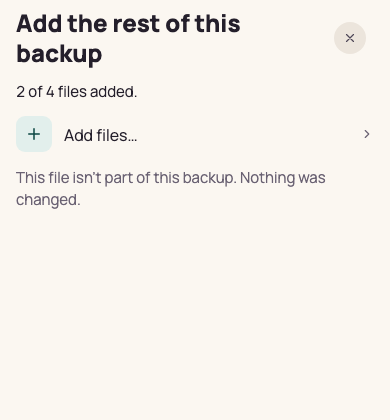 Add the rest of this
backup
2 of 4 files added.
Add files…
This file isn't part of this backup. Nothing was
changed.